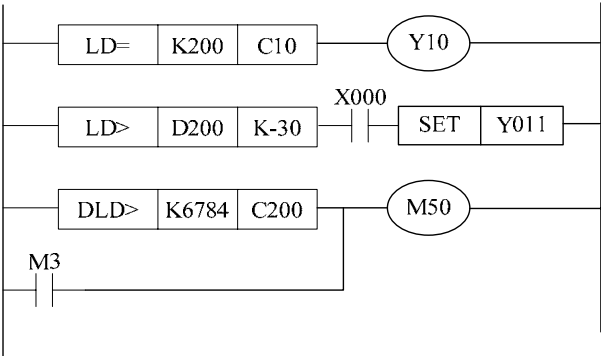 LD= K200 C10 Y10
X000
LD> D200 K-30 SET Y011
DLD> K6784 C200 M50
M3